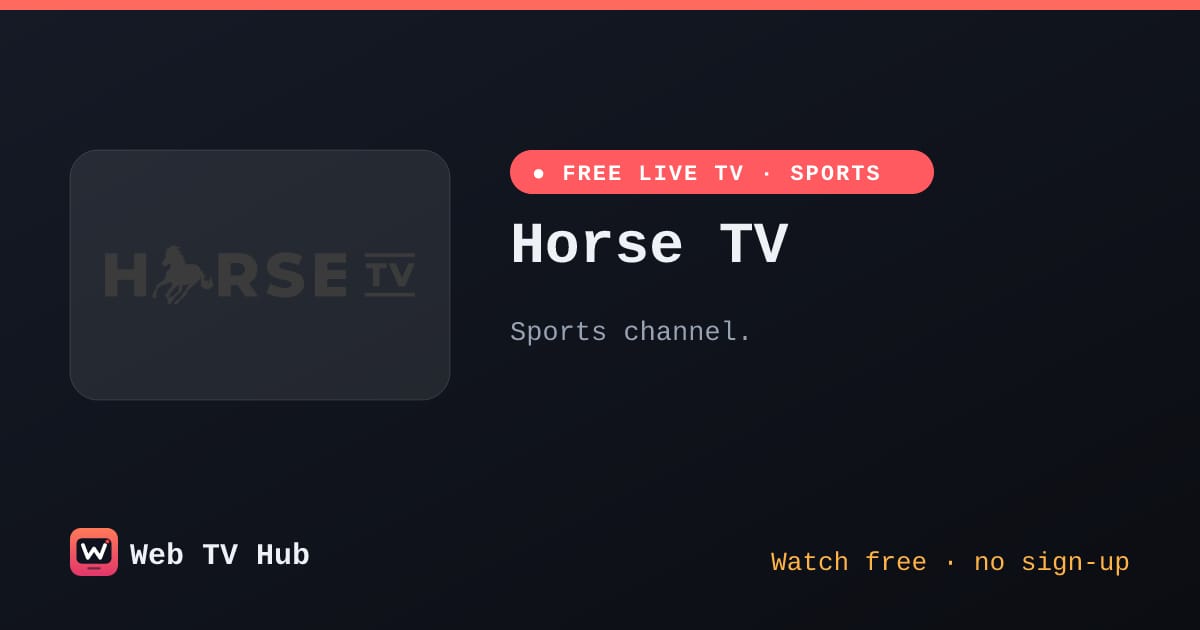 HORSE TV
● FREE LIVE TV · SPORTS
Horse TV
Sports channel.
W
Web TV Hub
Watch free · no sign-up